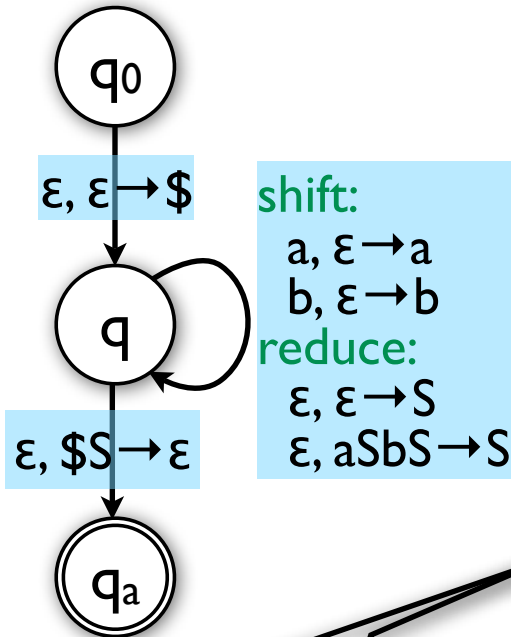 q0
ε, ε→$
shift:
a, ε→a
b, ε→b
q
reduce:
ε, ε→S
ε, aSbS→S
ε, $S→ε
qa